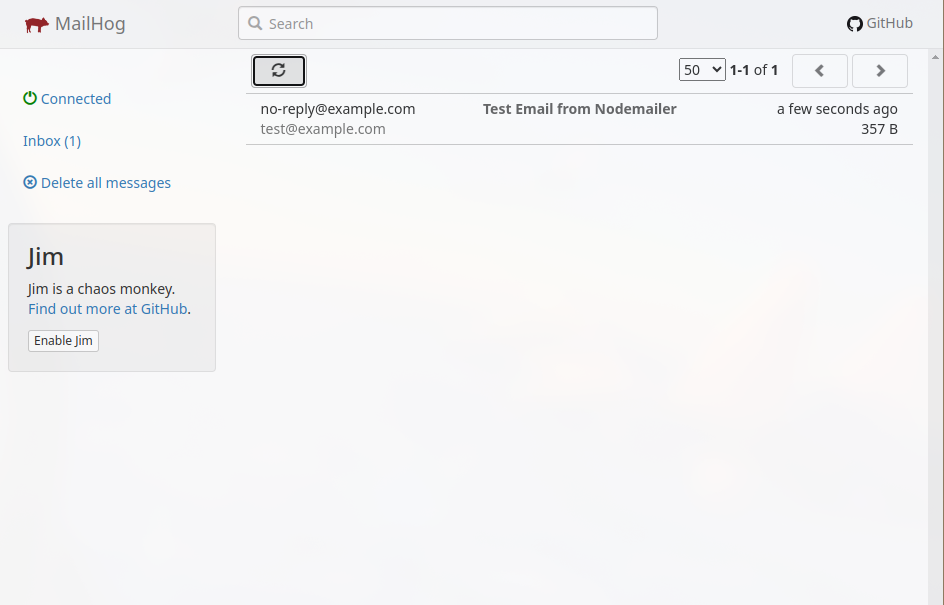 MailHog
Search
GitHub
50 1-1 of 1
Connected
Inbox (1)
Delete all messages
no-reply@example.com Test Email from Nodemailer a few seconds ago
test@example.com 357 B
Jim
Jim is a chaos monkey.
Find out more at GitHub.
Enable Jim